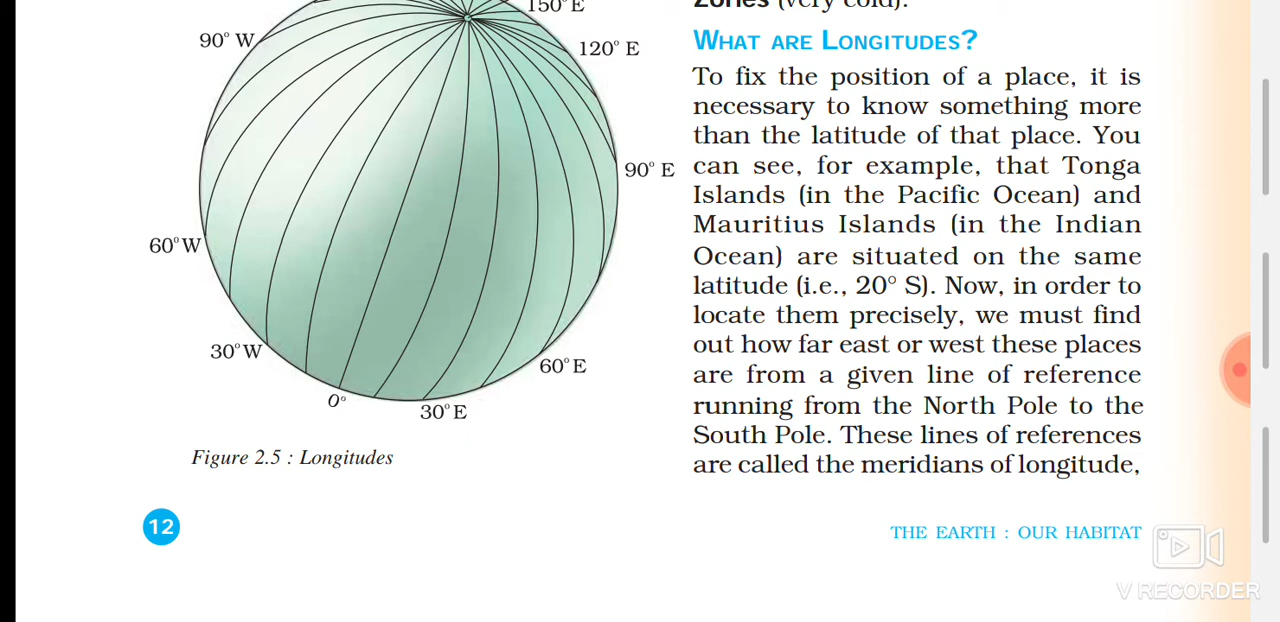 150° E
90° W
120° E
90° E
60° W
30° W
60° E
0°
30° E
Figure 2.5 : Longitudes
12
Zones (very cold).
WHAT ARE LONGITUDES?
To fix the position of a place, it is
necessary to know something more
than the latitude of that place. You
can see, for example, that Tonga
Islands (in the Pacific Ocean) and
Mauritius Islands (in the Indian
Ocean) are situated on the same
latitude (i.e., 20° S). Now, in order to
locate them precisely, we must find
out how far east or west these places
are from a given line of reference
running from the North Pole to the
South Pole. These lines of references
are called the meridians of longitude,
THE EARTH : OUR HABITAT
V RECORDER